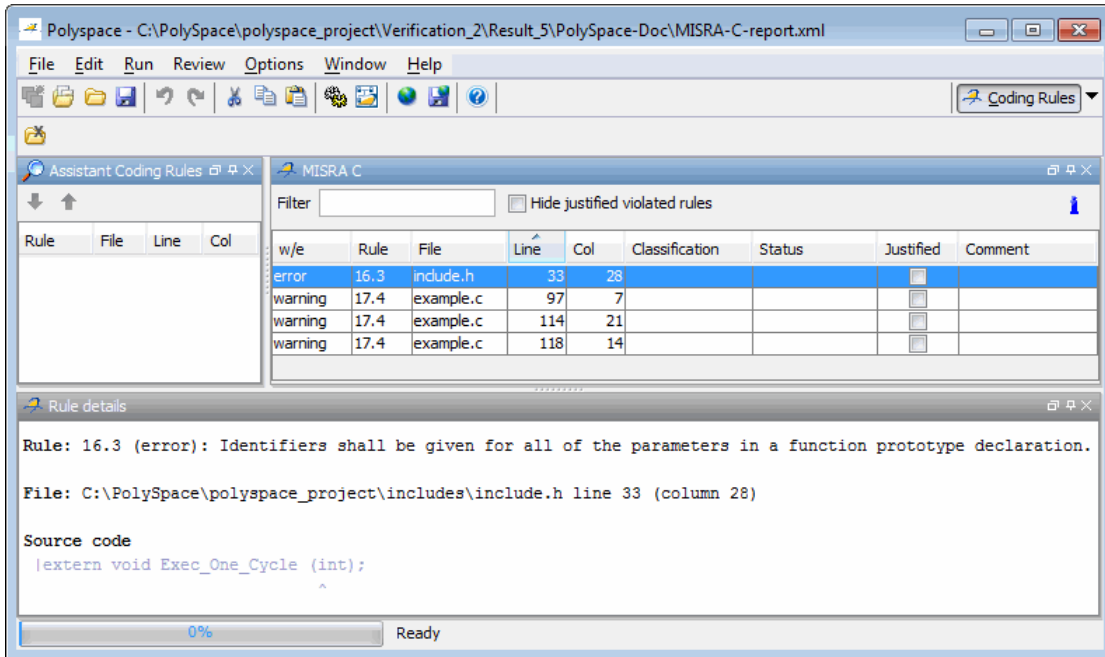 Polyspace - C:\PolySpace\polyspace_project\Verification_2\Result_5\PolySpace-Doc\MISRA-C-report.xml
File Edit Run Review Options Window Help
Coding Rules
Assistant Coding Rules
MISRA C
Filter Hide justified violated rules
Rule File Line Col
w/e Rule File Line Col Classification Status Justified Comment
error 16.3 include.h 33 28
warning 17.4 example.c 97 7
warning 17.4 example.c 114 21
warning 17.4 example.c 118 14
Rule details
Rule: 16.3 (error): Identifiers shall be given for all of the parameters in a function prototype declaration.
File: C:\PolySpace\polyspace_project\includes\include.h line 33 (column 28)
Source code
|extern void Exec_One_Cycle (int);
^
0% Ready